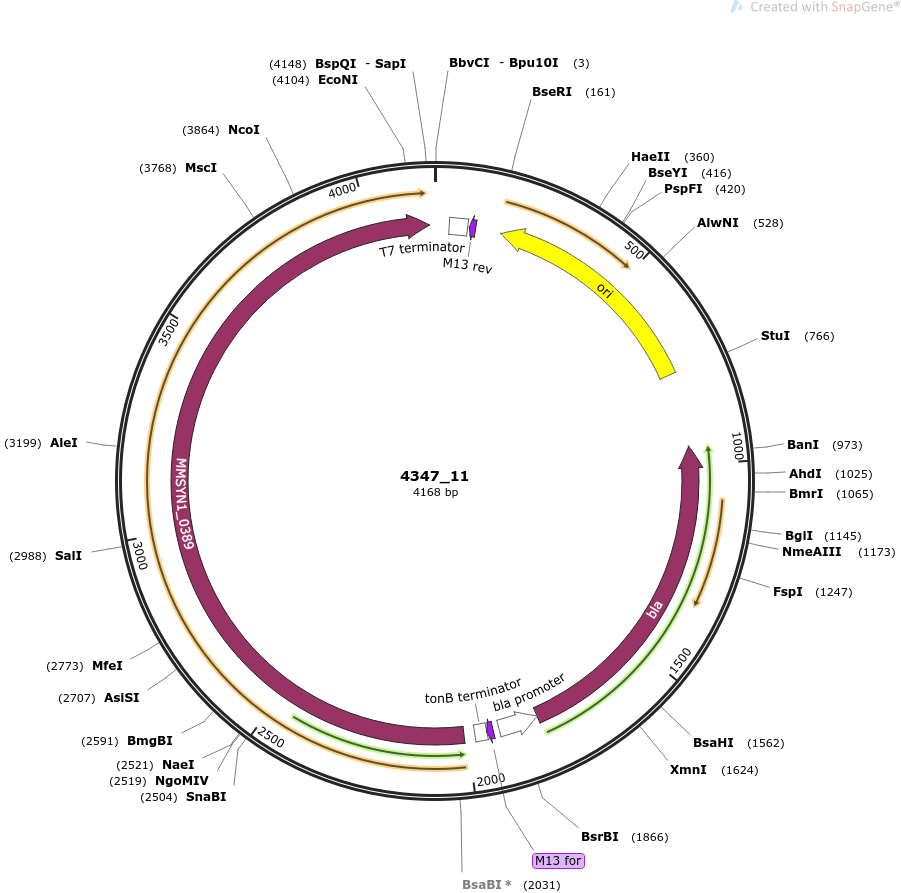 Created with SnapGene®
(4148) BspQI - SapI
BbvCI - Bpu10I (3)
(4104) EcoNI
BseRI (161)
(3864) NcoI
HaeII (360)
(3768) MscI
BseYI (416)
PspFI (420)
4000
AlwNI (528)
T7 terminator
500
M13 rev
ori
3500
StuI (766)
(3199) AleI
1000
BanI (973)
MMSYN1_0389
4347_11
AhdI (1025)
4168 bp
BmrI (1065)
BglI (1145)
(2988) SalI
3000
NmeAIII (1173)
FspI (1247)
bla
(2773) MfeI
1500
(2707) AsiSI
tonB terminator
bla promoter
(2591) BmgBI
2500
BsaHI (1562)
(2521) NaeI
XmnI (1624)
(2519) NgoMIV
2000
(2504) SnaBI
BsrBI (1866)
M13 for
BsaBI * (2031)